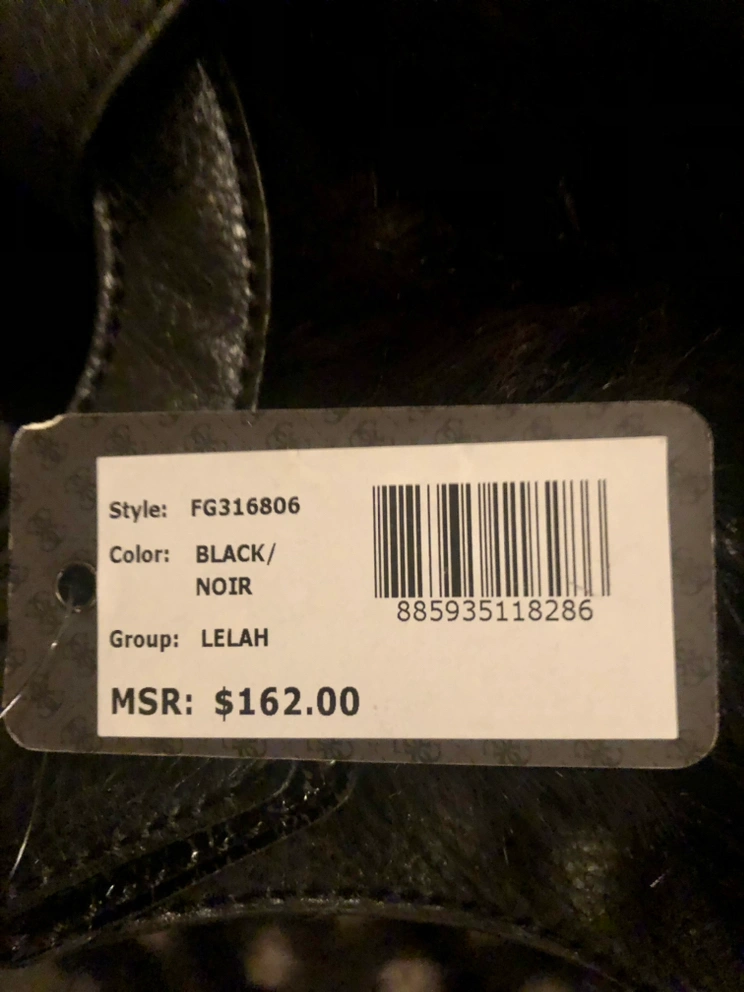 Style: FG316806
Color: BLACK/
NOIR
Group: LELAH
MSR: $162.00
885935118286